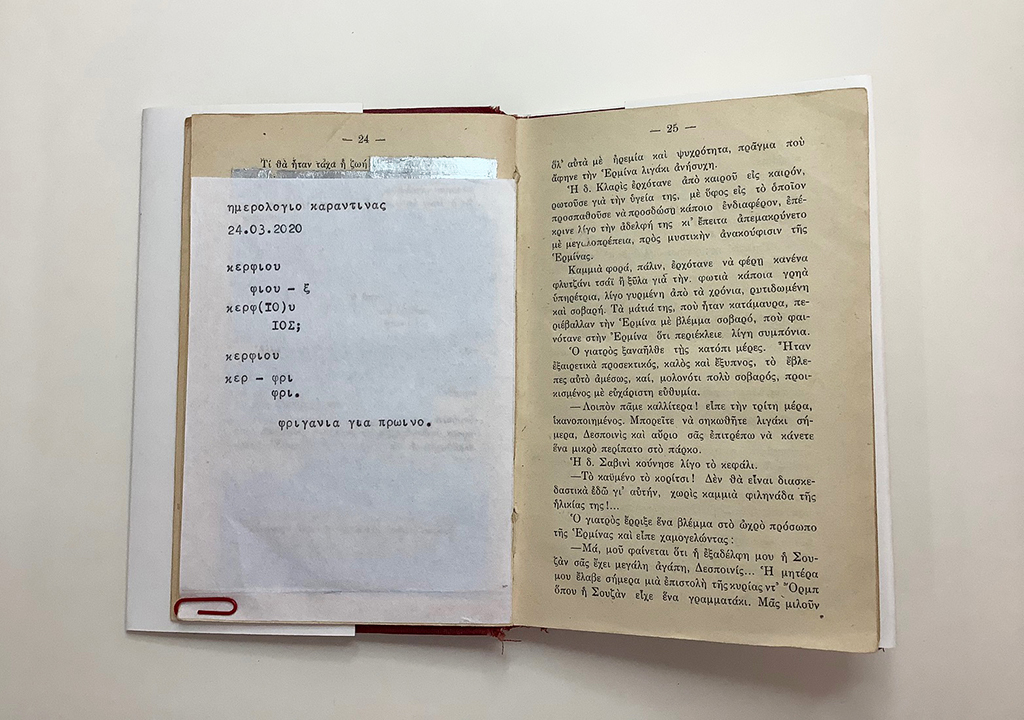 — 24 —
Τί θὰ ἦταν τάχα ἡ ζωή
ημερολογιο καραντινας
24.03.2020
κερφιου
φιου - ξ
κερφ(ΙΟ)υ
ΙΟΣ;
κερφιου
κερ - φρι
φρι.
φριγανια για πρωινο.
— 25 —
ὅλ' αὐτὰ μὲ ἠρεμία καὶ ψυχρότητα, πρᾶγμα ποὺ
ἄφηνε τὴν Ἑρμίνα λιγάκι ἀνήσυχη.
Ἡ δ. Κλαρὶς ἐρχότανε ἀπὸ καιροῦ εἰς καιρόν,
ρωτοῦσε γιὰ τὴν ὑγεία της, μὲ ὕφος εἰς τὸ ὁποῖον
προσπαθοῦσε νὰ προσδώσῃ κάποιο ἐνδιαφέρον, ἐπέ-
κρινε λίγο τὴν ἀδελφή της κι' ἔπειτα ἀπεμακρύνετο
μὲ μεγαλοπρέπεια, πρὸς μυστικὴν ἀνακούφισιν τῆς
Ἑρμίνας.
Καμμιὰ φορά, πάλιν, ἐρχότανε νὰ φέρῃ κανένα
φλυτζάνι τσάϊ ἢ ξύλα γιὰ τὴν φωτιὰ κάποια γρηὰ
ὑπηρέτρια, λίγο γυρμένη ἀπὸ τὰ χρόνια, ρυτιδωμένη
καὶ σοβαρή. Τὰ μάτιά της, ποὺ ἦταν κατάμαυρα, πε-
ριέβαλλαν τὴν Ἑρμίνα μὲ βλέμμα σοβαρό, ποὺ φαι-
νότανε στὴν Ἑρμίνα ὅτι περιέκλειε λίγη συμπόνια.
Ὁ γιατρὸς ξαναῆλθε τῇς κατόπι μέρες. Ἦταν
ἐξαιρετικὰ προσεκτικός, καλὸς καὶ ἔξυπνος, τὸ ἔβλε-
πες αὐτὸ ἀμέσως, καί, μολονότι πολὺ σοβαρός, προι-
κισμένος μὲ εὐχάριστη εὐθυμία.
—Λοιπὸν πᾶμε καλλίτερα! εἶπε τὴν τρίτη μέρα,
ἱκανοποιημένος. Μπορεῖτε νὰ σηκωθῆτε λιγάκι σή-
μερα, Δεσποινὶς καὶ αὔριο σᾶς ἐπιτρέπω νὰ κάνετε
ἕνα μικρὸ περίπατο στὸ πάρκο.
Ἡ δ. Σαβινὶ κούνησε λίγο τὸ κεφάλι.
—Τὸ καϋμένο τὸ κορίτσι! Δὲν θὰ εἶναι διασκε-
δαστικὰ ἐδῶ γι' αὐτήν, χωρὶς καμμιὰ φιληνάδα τῆς
ἡλικίας της!...
Ὁ γιατρὸς ἔρριξε ἕνα βλέμμα στὸ ὠχρὸ πρόσωπο
τῆς Ἑρμίνας καὶ εἶπε χαμογελώντας:
—Μά, μοῦ φαίνεται ὅτι ἡ ἐξαδέλφη μου ἡ Σου-
ζὰν σᾶς ἔχει μεγάλη ἀγάπη, Δεσποινίς... Ἡ μητέρα
μου ἔλαβε σήμερα μιὰ ἐπιστολὴ τῆς κυρίας ντ' Ὄρμπ
ὅπου ἡ Σουζὰν εἶχε ἕνα γραμματάκι. Μᾶς μιλοῦν